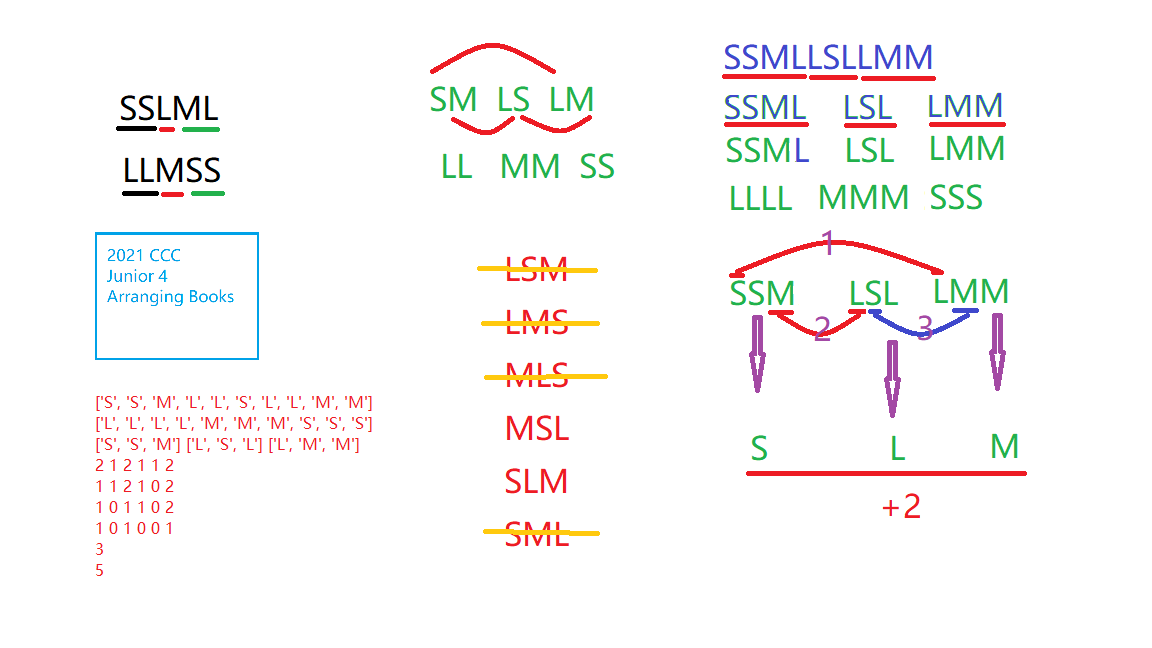 SSLML
LLMSS
2021 CCC
Junior 4
Arranging Books
['S', 'S', 'M', 'L', 'L', 'S', 'L', 'L', 'M', 'M']
['L', 'L', 'L', 'L', 'M', 'M', 'M', 'S', 'S', 'S']
['S', 'S', 'M'] ['L', 'S', 'L'] ['L', 'M', 'M']
2 1 2 1 1 2
1 1 2 1 0 2
1 0 1 1 0 2
1 0 1 0 0 1
3
5
SM LS LM
LL MM SS
LSM
LMS
MLS
MSL
SLM
SML
SSMLLSLLMM
SSML LSL LMM
SSML LSL LMM
LLLL MMM SSS
1
SSM LSL LMM
2 3
S L M
+2